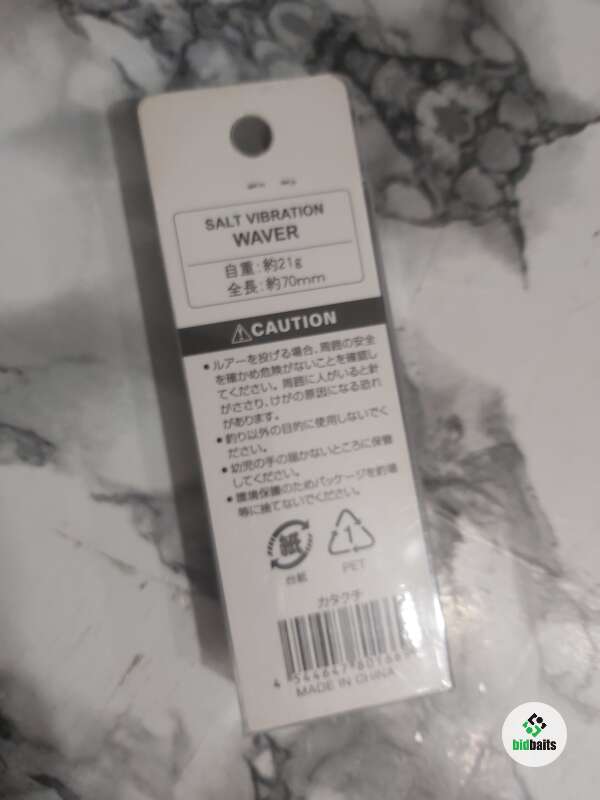 SALT VIBRATION
WAVER
自重:約21g
全長:約70mm
⚠CAUTION
●ルアーを投げる場合、周囲の安全
を確かめ危険がないことを確認し
てください。周囲に人がいると針
がささり、けがの原因になる恐れ
があります。
●釣り以外の目的に使用しないでく
ださい。
●幼児の手の届かないところに保管
してください。
●環境保護のためパッケージを釣場
等に捨てないでください。
紙
1
台紙
PET
カタクチ
MADE IN CHINA
bidbaits